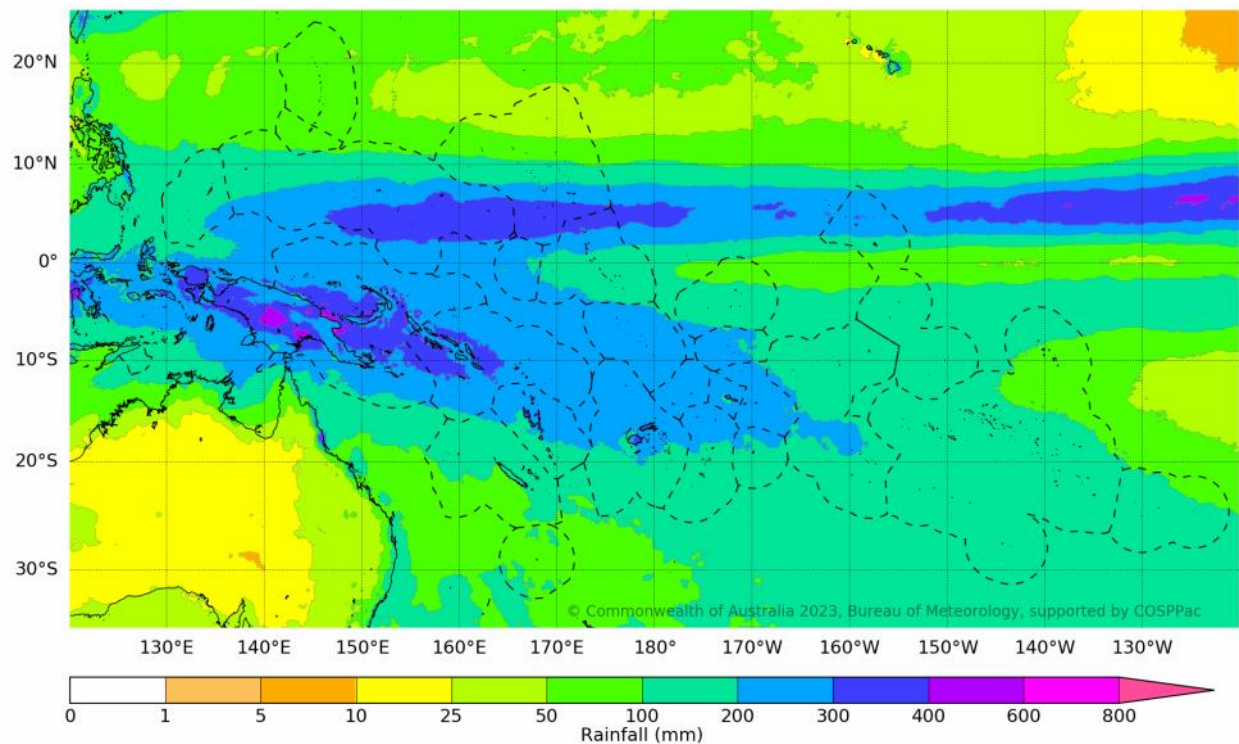 20°N
10°N
0°
10°S
20°S
30°S
© Commonwealth of Australia 2023, Bureau of Meteorology, supported by COSPPac
130°E 140°E 150°E 160°E 170°E 180° 170°W 160°W 150°W 140°W 130°W
0 1 5 10 25 50 100 200 300 400 600 800
Rainfall (mm)